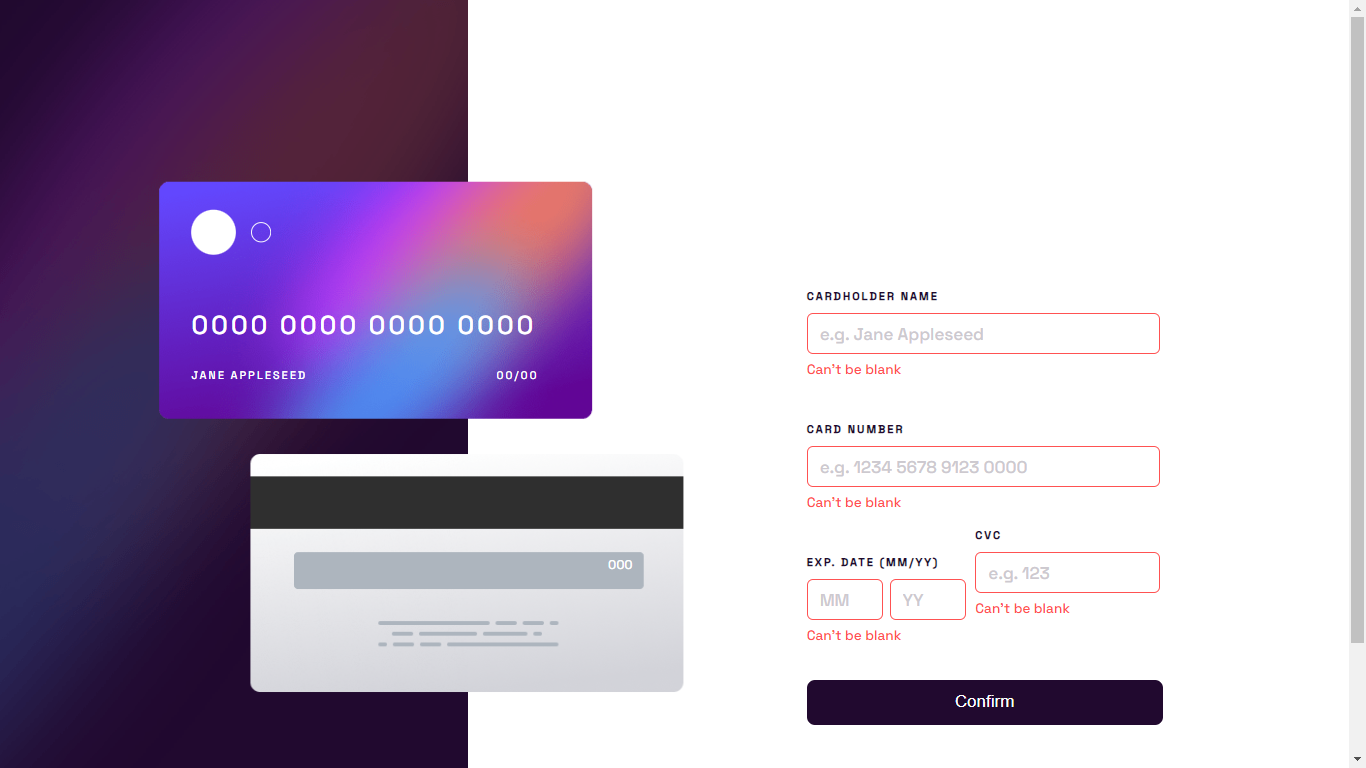 0000 0000 0000 0000
JANE APPLESEED 00/00
000
CARDHOLDER NAME
e.g. Jane Appleseed
Can't be blank
CARD NUMBER
e.g. 1234 5678 9123 0000
Can't be blank
EXP. DATE (MM/YY)
MM YY
Can't be blank
CVC
e.g. 123
Can't be blank
Confirm